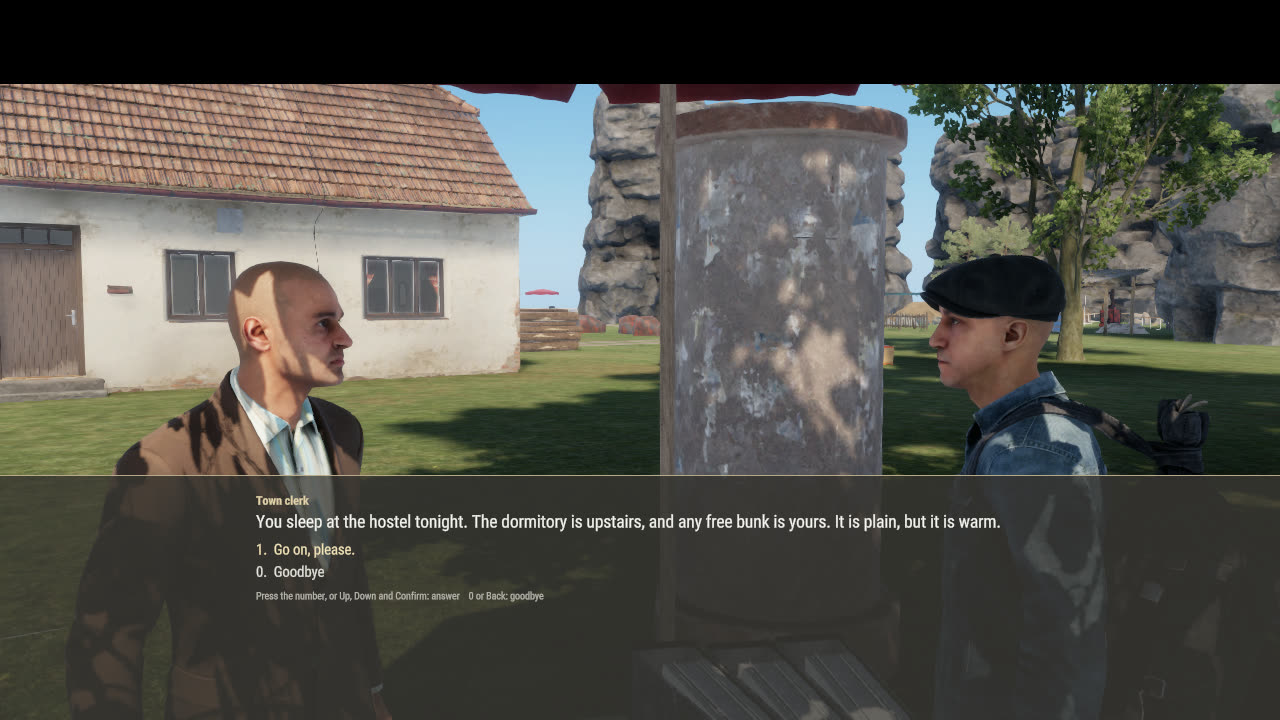 Town clerk
You sleep at the hostel tonight. The dormitory is upstairs, and any free bunk is yours. It is plain, but it is warm.
1. Go on, please.
0. Goodbye
Press the number, or Up, Down and Confirm: answer 0 or Back: goodbye